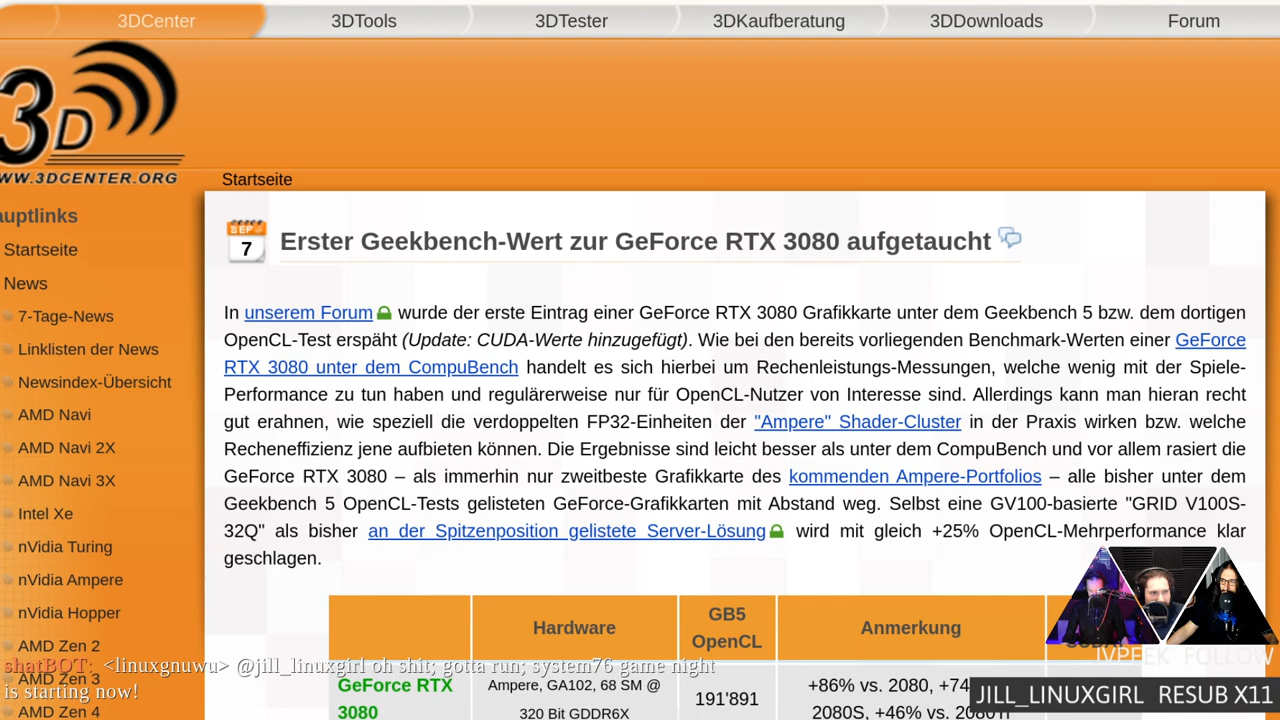 3DCenter
3DTools
3DTester
3DKaufberatung
3DDownloads
Forum
3D
WW.3DCENTER.ORG
Startseite
auptlinks
Startseite
News
7-Tage-News
Linklisten der News
Newsindex-Übersicht
AMD Navi
AMD Navi 2X
AMD Navi 3X
Intel Xe
nVidia Turing
nVidia Ampere
nVidia Hopper
AMD Zen 2
AMD Zen 3
AMD Zen 4
SEP
7
Erster Geekbench-Wert zur GeForce RTX 3080 aufgetaucht
In unserem Forum wurde der erste Eintrag einer GeForce RTX 3080 Grafikkarte unter dem Geekbench 5 bzw. dem dortigen
OpenCL-Test erspäht (Update: CUDA-Werte hinzugefügt). Wie bei den bereits vorliegenden Benchmark-Werten einer GeForce
RTX 3080 unter dem CompuBench handelt es sich hierbei um Rechenleistungs-Messungen, welche wenig mit der Spiele-
Performance zu tun haben und regulärerweise nur für OpenCL-Nutzer von Interesse sind. Allerdings kann man hieran recht
gut erahnen, wie speziell die verdoppelten FP32-Einheiten der "Ampere" Shader-Cluster in der Praxis wirken bzw. welche
Recheneffizienz jene aufbieten können. Die Ergebnisse sind leicht besser als unter dem CompuBench und vor allem rasiert die
GeForce RTX 3080 – als immerhin nur zweitbeste Grafikkarte des kommenden Ampere-Portfolios – alle bisher unter dem
Geekbench 5 OpenCL-Tests gelisteten GeForce-Grafikkarten mit Abstand weg. Selbst eine GV100-basierte "GRID V100S-
32Q" als bisher an der Spitzenposition gelistete Server-Lösung wird mit gleich +25% OpenCL-Mehrperformance klar
geschlagen.
Hardware
GB5
OpenCL
Anmerkung
GeForce RTX
3080
Ampere, GA102, 68 SM @
320 Bit GDDR6X
191'891
+86% vs. 2080, +74
2080S, +46% vs. 2080Ti
shatBOT: <linuxgnuwu> @jill_linuxgirl oh shit; gotta run; system76 game night
is starting now!
IVPEEK FOLLOW
JILL_LINUXGIRL RESUB X11